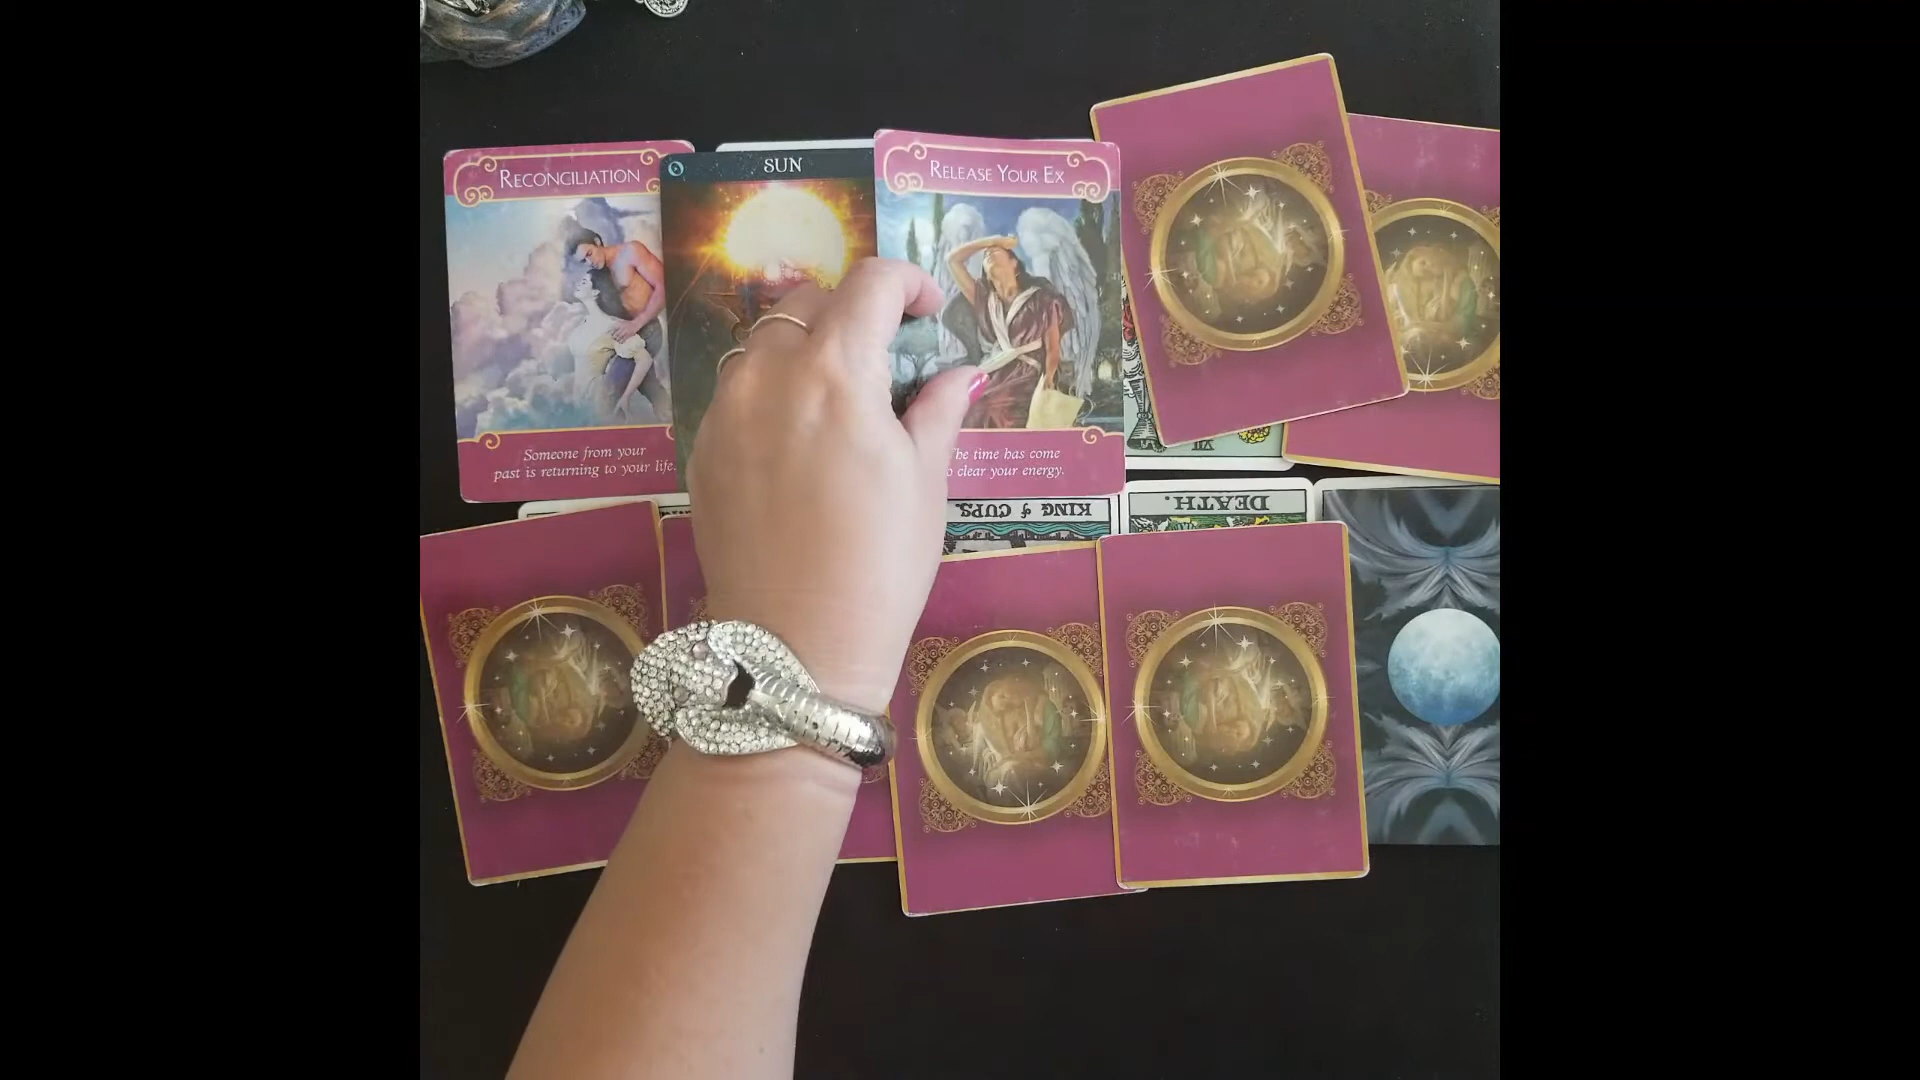 RECONCILIATION
SUN
RELEASE YOUR EX
Someone from your
past is returning to your life.
he time has come
o clear your energy.
VII
KING of CUPS.
DEATH.